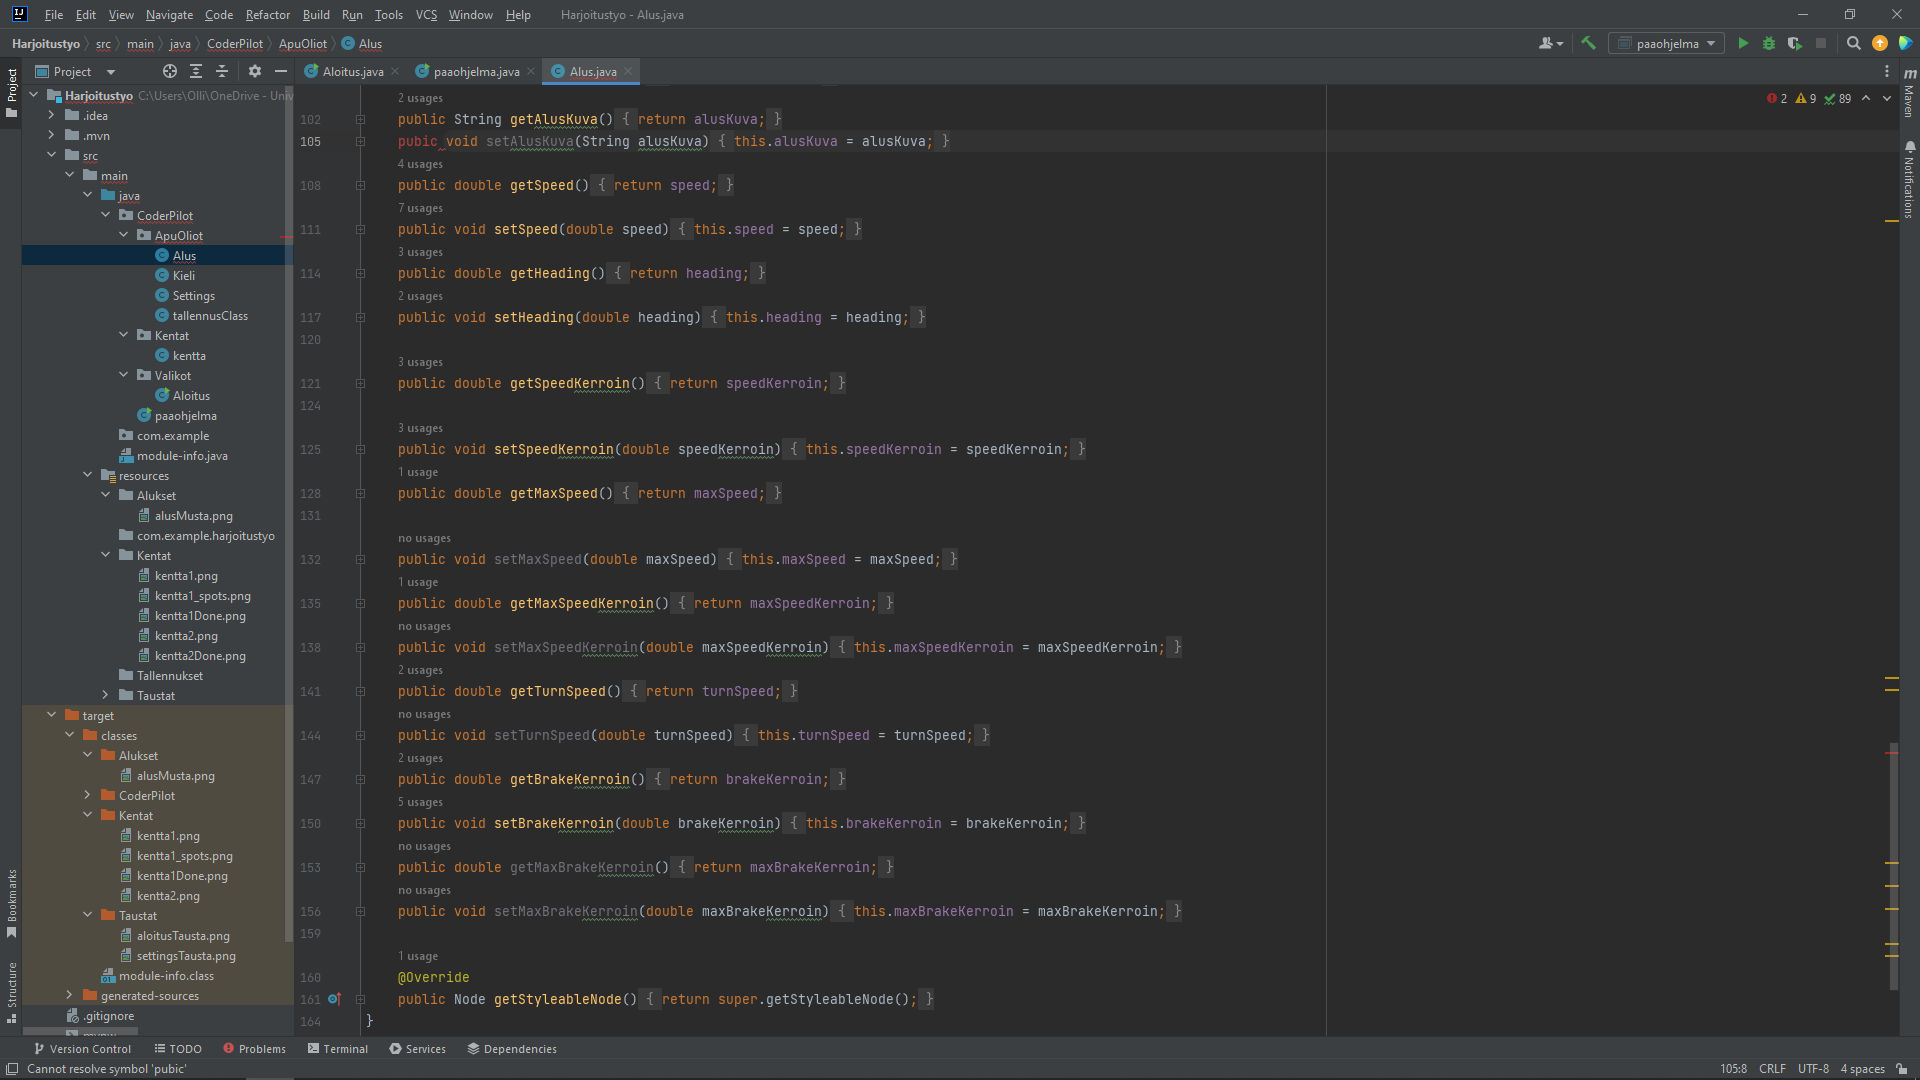 File Edit View Navigate Code Refactor Build Run Tools VCS Window Help Harjoitustyo - Alus.java
Harjoitustyo src main java CoderPilot ApuOliot Alus paaohjelma
Project Aloitus.java paaohjelma.java Alus.java
Project
Maven
Notifications
Bookmarks
Structure
Harjoitustyo C:\Users\Olli\OneDrive - Univ
.idea
.mvn
src
main
java
CoderPilot
ApuOliot
Alus
Kieli
Settings
tallennusClass
Kentat
kentta
Valikot
Aloitus
paaohjelma
com.example
module-info.java
resources
Alukset
alusMusta.png
com.example.harjoitustyo
Kentat
kentta1.png
kentta1_spots.png
kentta1Done.png
kentta2.png
kentta2Done.png
Tallennukset
Taustat
target
classes
Alukset
alusMusta.png
CoderPilot
Kentat
kentta1.png
kentta1_spots.png
kentta1Done.png
kentta2.png
Taustat
aloitusTausta.png
settingsTausta.png
module-info.class
generated-sources
.gitignore
2 9 89
2 usages
102 public String getAlusKuva() { return alusKuva; }
105 pubic void setAlusKuva(String alusKuva) { this.alusKuva = alusKuva; }
4 usages
108 public double getSpeed() { return speed; }
7 usages
111 public void setSpeed(double speed) { this.speed = speed; }
3 usages
114 public double getHeading() { return heading; }
2 usages
117 public void setHeading(double heading) { this.heading = heading; }
120
3 usages
121 public double getSpeedKerroin() { return speedKerroin; }
124
3 usages
125 public void setSpeedKerroin(double speedKerroin) { this.speedKerroin = speedKerroin; }
1 usage
128 public double getMaxSpeed() { return maxSpeed; }
131
no usages
132 public void setMaxSpeed(double maxSpeed) { this.maxSpeed = maxSpeed; }
1 usage
135 public double getMaxSpeedKerroin() { return maxSpeedKerroin; }
no usages
138 public void setMaxSpeedKerroin(double maxSpeedKerroin) { this.maxSpeedKerroin = maxSpeedKerroin; }
2 usages
141 public double getTurnSpeed() { return turnSpeed; }
no usages
144 public void setTurnSpeed(double turnSpeed) { this.turnSpeed = turnSpeed; }
2 usages
147 public double getBrakeKerroin() { return brakeKerroin; }
5 usages
150 public void setBrakeKerroin(double brakeKerroin) { this.brakeKerroin = brakeKerroin; }
no usages
153 public double getMaxBrakeKerroin() { return maxBrakeKerroin; }
no usages
156 public void setMaxBrakeKerroin(double maxBrakeKerroin) { this.maxBrakeKerroin = maxBrakeKerroin; }
159
1 usage
160 @Override
161 public Node getStyleableNode() { return super.getStyleableNode(); }
164 }
Version Control TODO Problems Terminal Services Dependencies
Cannot resolve symbol 'pubic' 105:8 CRLF UTF-8 4 spaces